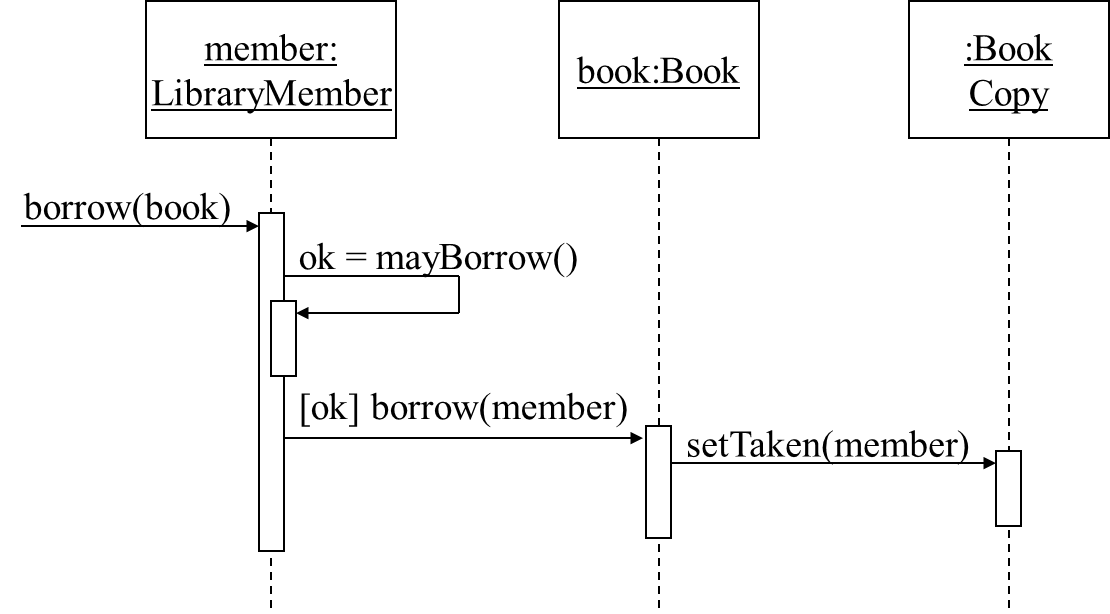 member:
LibraryMember
book:Book
:Book
Copy
borrow(book)
ok = mayBorrow()
[ok] borrow(member)
setTaken(member)